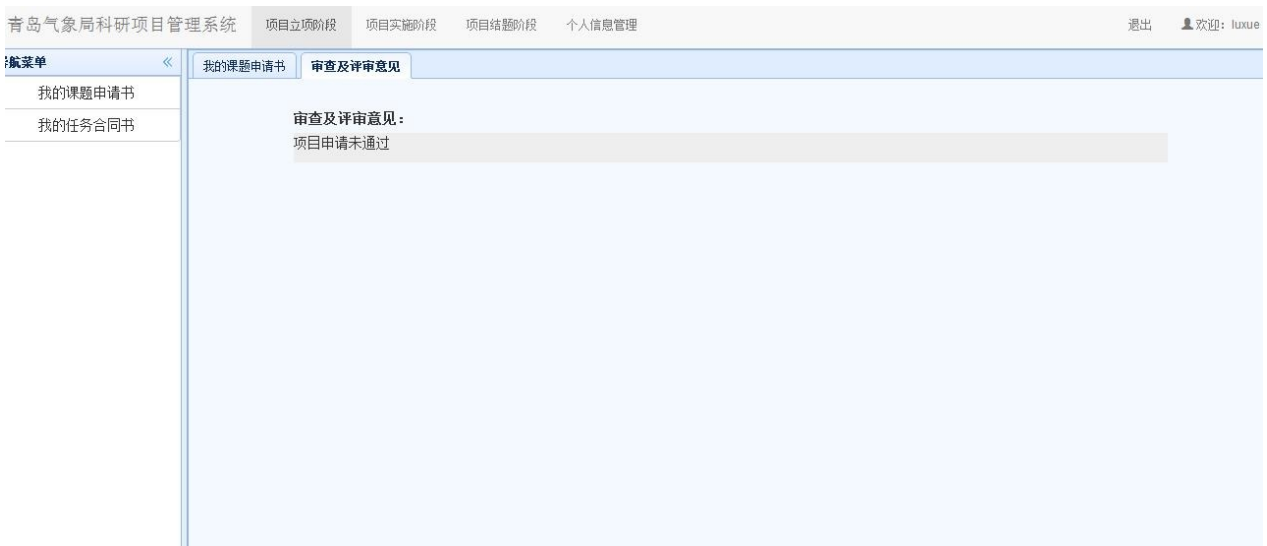 青岛气象局科研项目管理系统 项目立项阶段 项目实施阶段 项目结题阶段 个人信息管理 退出 欢迎：luxue
航菜单 《 我的课题申请书 审查及评审意见
我的课题申请书
我的任务合同书
审查及评审意见：
项目申请未通过